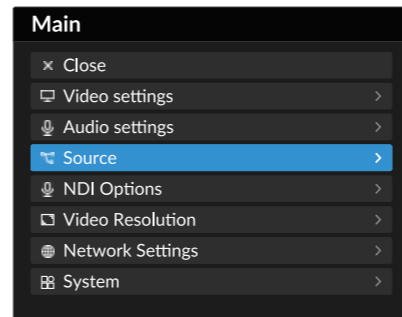 Main
Close
Video settings
Audio settings
Source
NDI Options
Video Resolution
Network Settings
System